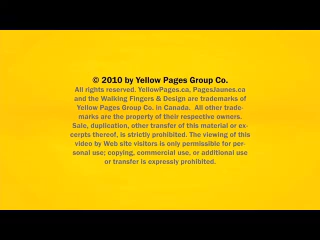 © 2010 by Yellow Pages Group Co.
All rights reserved. YellowPages.ca, PagesJaunes.ca
and the Walking Fingers & Design are trademarks of
Yellow Pages Group Co. in Canada.  All other trade-
marks are the property of their respective owners.
Sale, duplication, other transfer of this material or ex-
cerpts thereof, is strictly prohibited. The viewing of this
video by Web site visitors is only permissible for per-
sonal use; copying, commercial use, or additional use
or transfer is expressly prohibited.